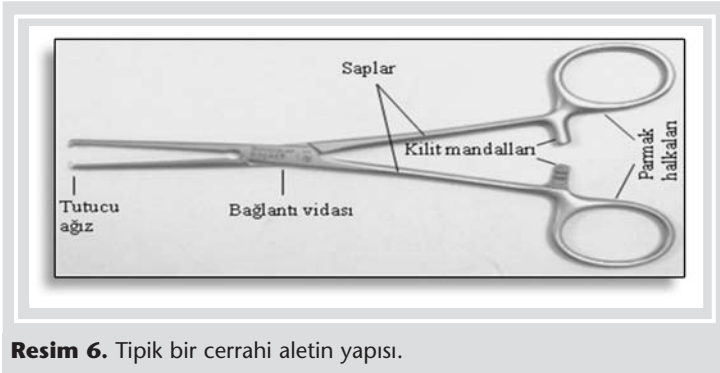 Saplar
Kilit mandalları
Parmak
halkaları
Tutucu
ağız
Bağlantı vidası
Resim 6. Tipik bir cerrahi aletin yapısı.